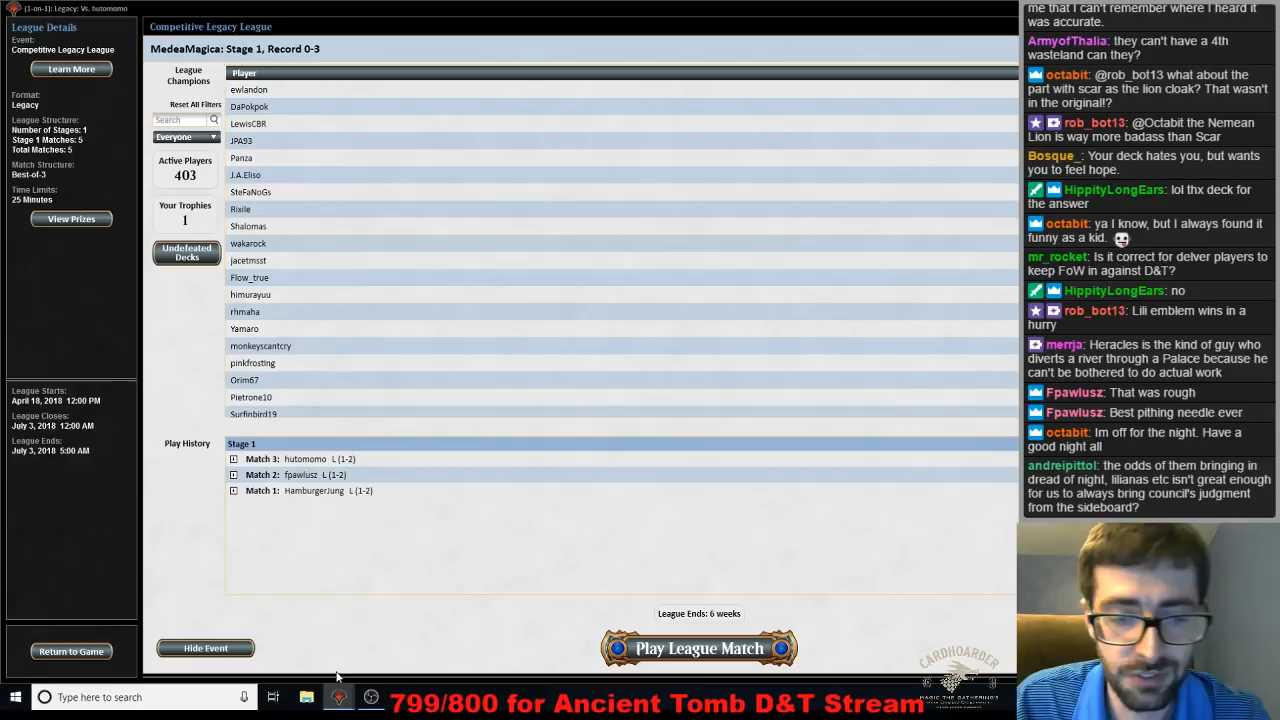 (1-on-1): Legacy: Vs. hutomomo
League Details
Event:
Competitive Legacy League
Learn More
Format:
Legacy
League Structure:
Number of Stages: 1
Stage 1 Matches: 5
Total Matches: 5
Match Structure:
Best-of-3
Time Limits:
25 Minutes
View Prizes
League Starts:
April 18, 2018 12:00 PM
League Closes:
July 3, 2018 12:00 AM
League Ends:
July 3, 2018 5:00 AM
Return to Game
Competitive Legacy League
MedeaMagica: Stage 1, Record 0-3
League
Champions
Reset All Filters
Search
Everyone
Active Players
403
Your Trophies
1
Undefeated
Decks
Player
ewlandon
DaPokpok
LewisCBR
JPA93
Panza
J.A.Eliso
SteFaNoGs
Rixile
Shalomas
wakarock
jacetmsst
Flow_true
himurayuu
rhmaha
Yamaro
monkeyscantcry
pinkfrosting
Orim67
Pietrone10
Surfinbird19
Play History
Stage 1
Match 3: hutomomo L (1-2)
Match 2: fpawlusz L (1-2)
Match 1: HamburgerJung L (1-2)
League Ends: 6 weeks
Hide Event
Play League Match
CARDHOARDER
MAGIC THE GATHERING'S
Type here to search
799/800 for Ancient Tomb D&T Stream
me that I can't remember where I heard it
was accurate.
ArmyofThalia: they can't have a 4th
wasteland can they?
octabit: @rob_bot13 what about the
part with scar as the lion cloak? That wasn't
in the original!?
rob_bot13: @Octabit the Nemean
Lion is way more badass than Scar
Bosque_: Your deck hates you, but wants
you to feel hope.
HippityLongEars: lol thx deck for
the answer
octabit: ya I know, but I always found it
funny as a kid.
mr_rocket: Is it correct for delver players to
keep FoW in against D&T?
HippityLongEars: no
rob_bot13: Lili emblem wins in a
hurry
merrja: Heracles is the kind of guy who
diverts a river through a Palace because he
can't be bothered to do actual work
Fpawlusz: That was rough
Fpawlusz: Best pithing needle ever
octabit: Im off for the night. Have a
good night all
andreipittol: the odds of them bringing in
dread of night, lilianas etc isn't great enough
for us to always bring council's judgment
from the sideboard?